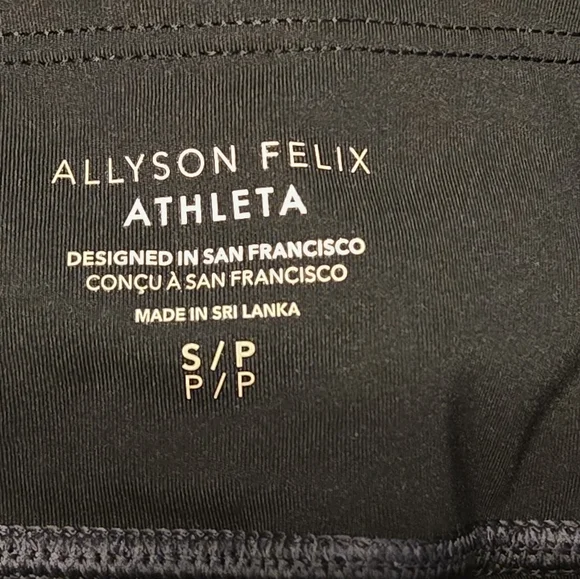 ALLYSON FELIX
ATHLETA
DESIGNED IN SAN FRANCISCO
CONÇU À SAN FRANCISCO
MADE IN SRI LANKA
S / P
P / P